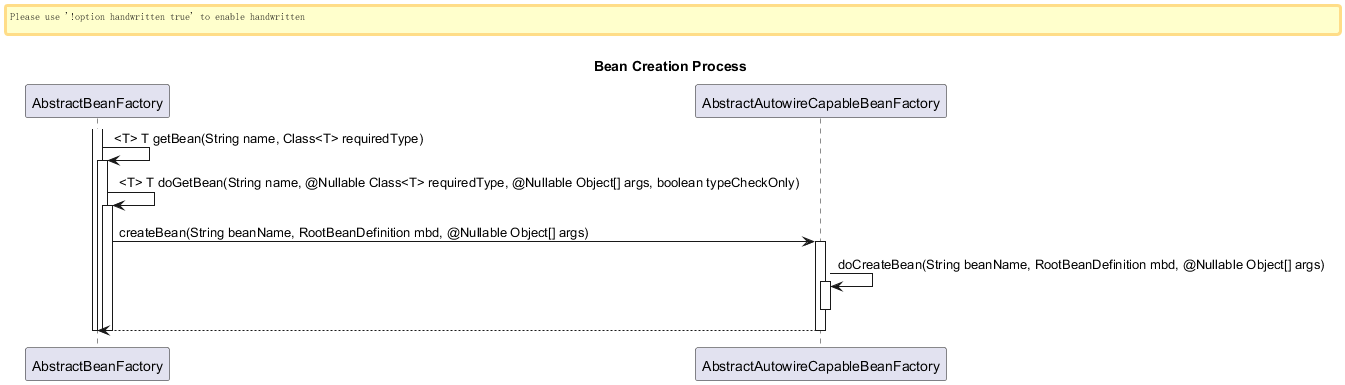 Please use '!option handwritten true' to enable handwritten
Bean Creation Process
AbstractBeanFactory
AbstractAutowireCapableBeanFactory
<T> T getBean(String name, Class<T> requiredType)
<T> T doGetBean(String name, @Nullable Class<T> requiredType, @Nullable Object[] args, boolean typeCheckOnly)
createBean(String beanName, RootBeanDefinition mbd, @Nullable Object[] args)
doCreateBean(String beanName, RootBeanDefinition mbd, @Nullable Object[] args)
AbstractBeanFactory
AbstractAutowireCapableBeanFactory